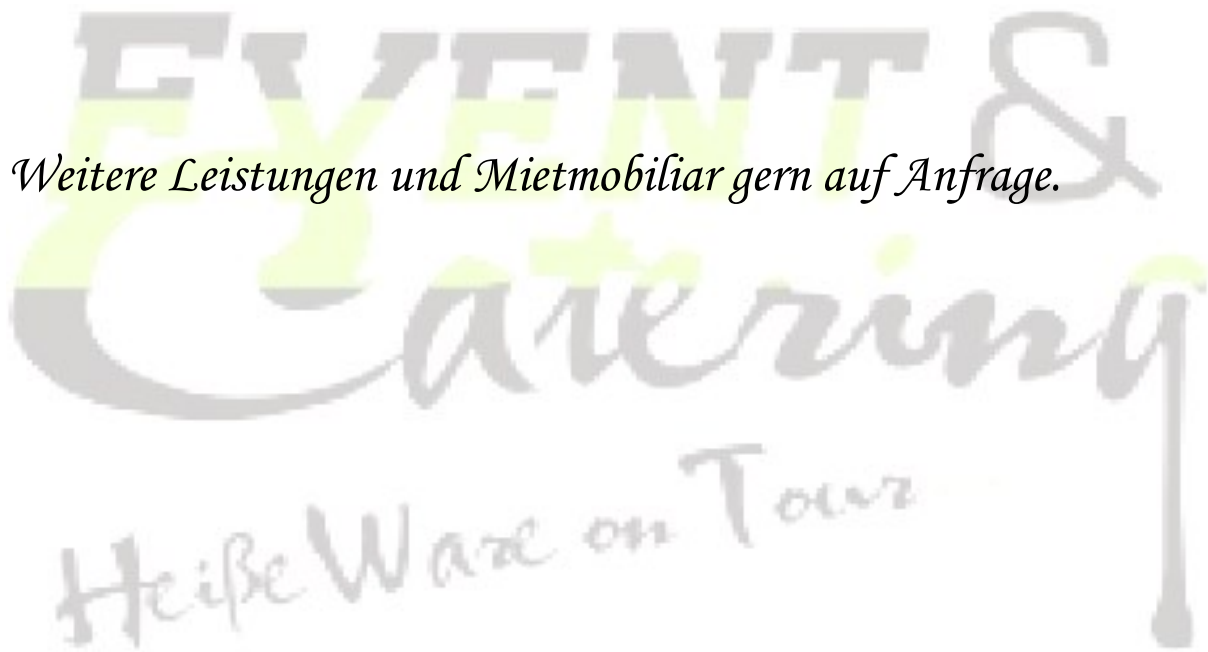 EVENT &
Weitere Leistungen und Mietmobiliar gern auf Anfrage.
Catering
Heiße Ware on Tour